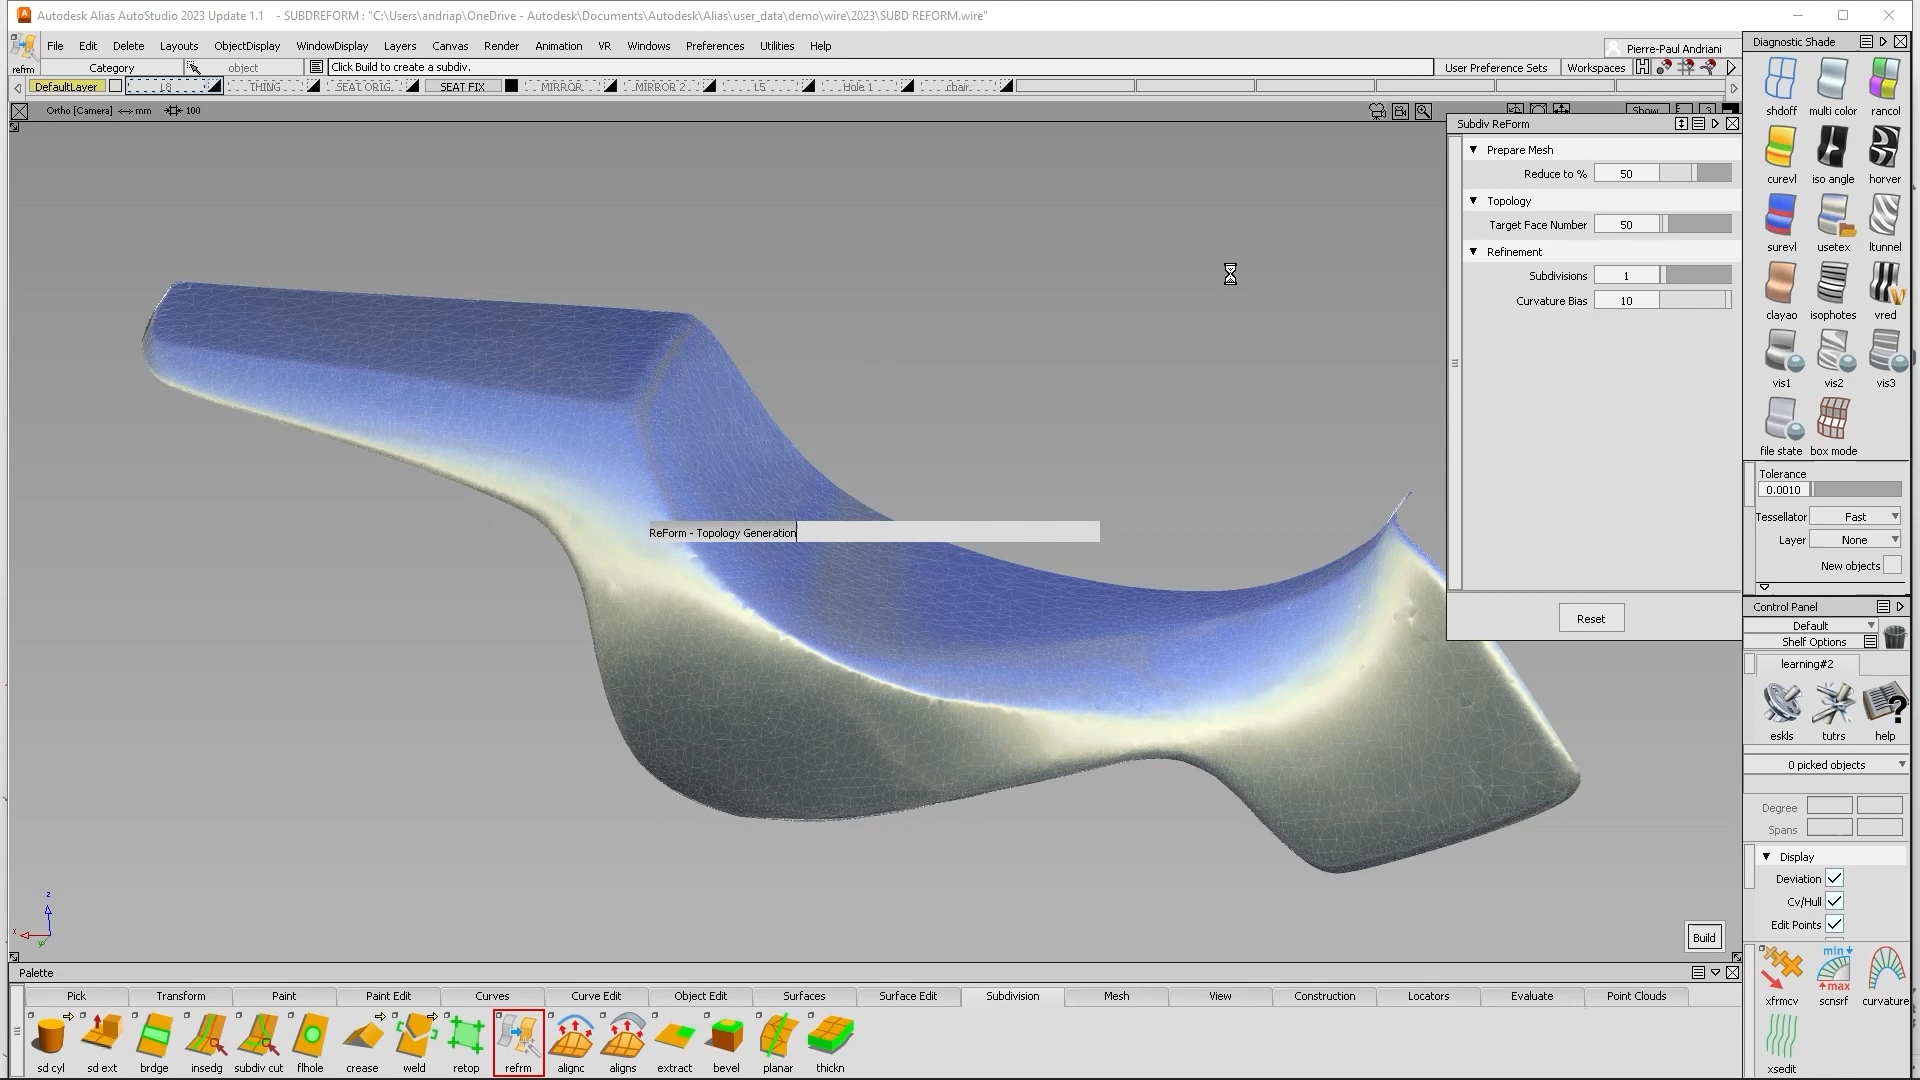 Autodesk Alias AutoStudio 2023 Update 1.1 - SUBDREFORM : "C:\Users\andriap\OneDrive - Autodesk\Documents\Autodesk\Alias\user_data\demo\wire\2023\SUBD REFORM.wire"
File Edit Delete Layouts ObjectDisplay WindowDisplay Layers Canvas Render Animation VR Windows Preferences Utilities Help
Pierre-Paul Andriani
refrm Category object Click Build to create a subdiv. User Preference Sets Workspaces
DefaultLayer L8 THING SEAT ORIG. SEAT FIX MIRROR MIRROR 2 L5 Hole 1 chair
Ortho [Camera] mm 100 Show 3
Subdiv ReForm
Prepare Mesh
Reduce to % 50
Topology
Target Face Number 50
Refinement
Subdivisions 1
Curvature Bias 10
Reset
ReForm - Topology Generation
Build
Diagnostic Shade
shdoff multi color rancol
curevl iso angle horver
surevl usetex ltunnel
clayao isophotes vred
vis1 vis2 vis3
file state box mode
Tolerance
0.0010
Tessellator Fast
Layer None
New objects
Control Panel
Default
Shelf Options
learning#2
eskls tutrs help
0 picked objects
Degree
Spans
Display
Deviation
Cv/Hull
Edit Points
min
max
xfrmcv scnsrf curvature
xsedit
z
x
y
Palette
Pick Transform Paint Paint Edit Curves Curve Edit Object Edit Surfaces Surface Edit Subdivision Mesh View Construction Locators Evaluate Point Clouds
sd cyl sd ext brdge insedg subdiv cut flhole crease weld retop refrm alignc aligns extract bevel planar thickn